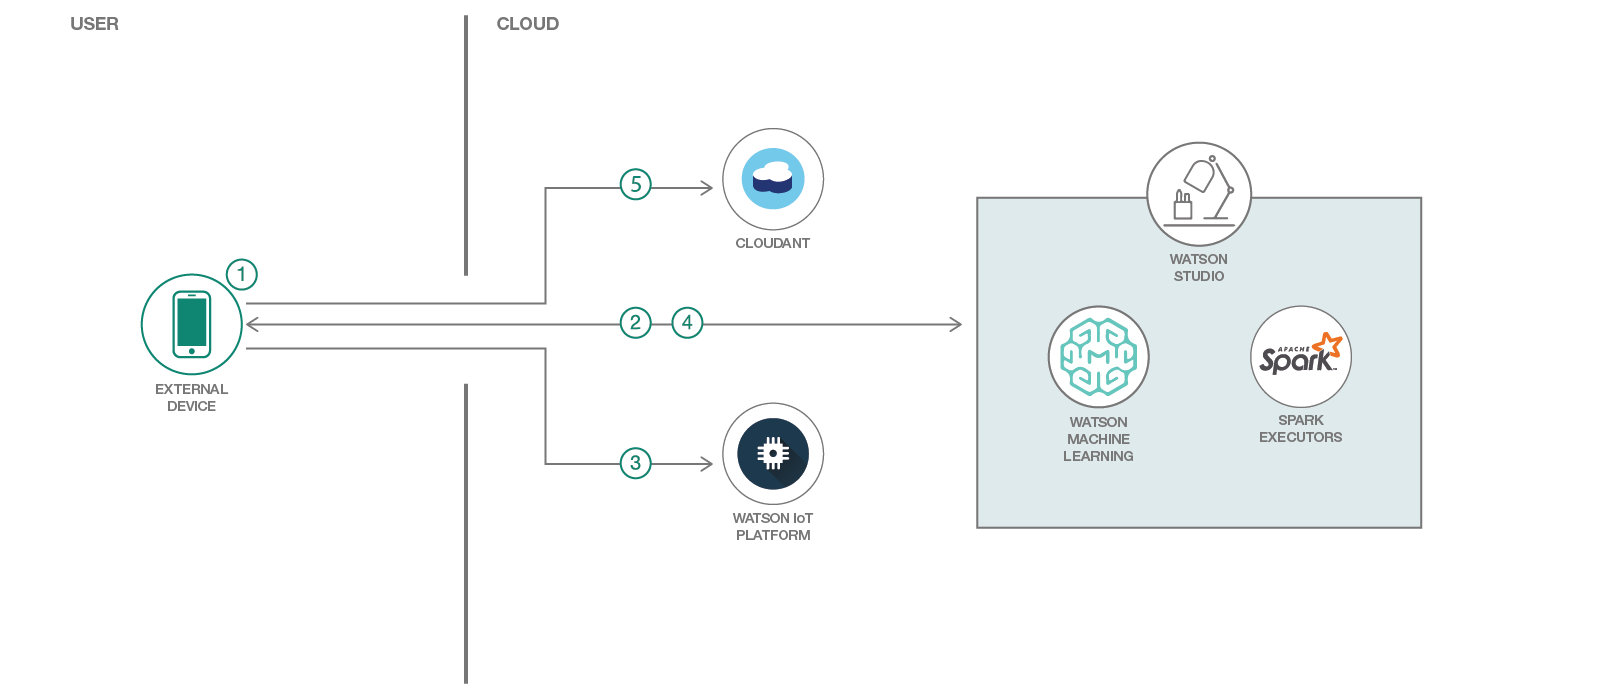 USER
CLOUD
5
CLOUDANT
1
EXTERNAL
DEVICE
2
4
3
WATSON IoT
PLATFORM
WATSON
STUDIO
WATSON
MACHINE
LEARNING
APACHE
Spark™
SPARK
EXECUTORS